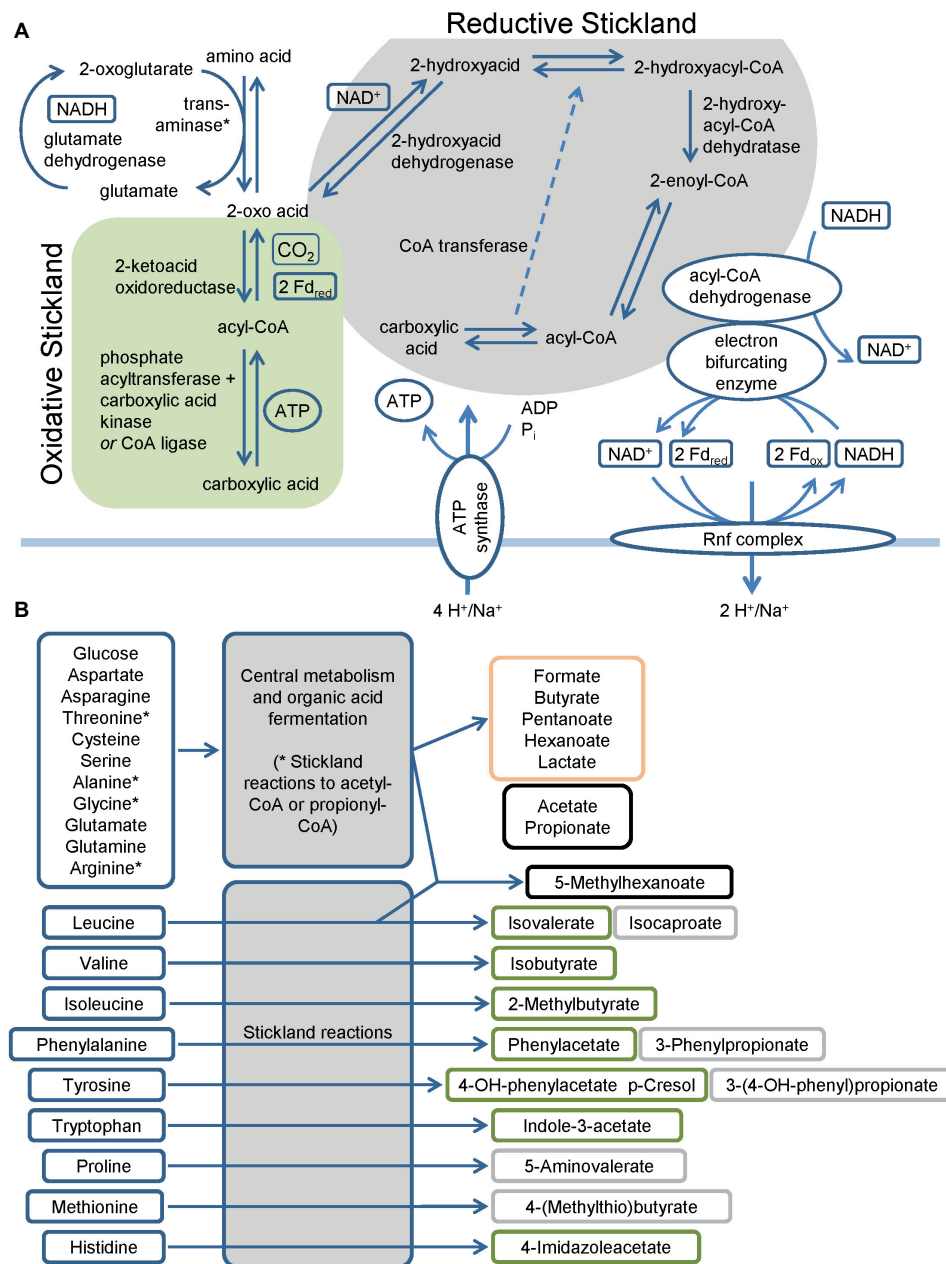 A
Reductive Stickland
2-oxoglutarate
amino acid
NADH
glutamate
dehydrogenase
trans-
aminase*
glutamate
2-oxo acid
NAD⁺
2-hydroxyacid
2-hydroxyacyl-CoA
2-hydroxyacid
dehydrogenase
2-hydroxy-
acyl-CoA
dehydratase
2-enoyl-CoA
CoA transferase
carboxylic
acid
acyl-CoA
Oxidative Stickland
2-ketoacid
oxidoreductase
CO₂
2 Fdred
acyl-CoA
phosphate
acyltransferase +
carboxylic acid
kinase
or CoA ligase
ATP
carboxylic acid
NADH
acyl-CoA
dehydrogenase
electron
bifurcating
enzyme
NAD⁺
NAD⁺
2 Fdred
2 Fdox
NADH
Rnf complex
2 H⁺/Na⁺
ATP
ADP
Pi
ATP
synthase
4 H⁺/Na⁺
B
Glucose
Aspartate
Asparagine
Threonine*
Cysteine
Serine
Alanine*
Glycine*
Glutamate
Glutamine
Arginine*
Central metabolism
and organic acid
fermentation
(* Stickland
reactions to acetyl-
CoA or propionyl-
CoA)
Formate
Butyrate
Pentanoate
Hexanoate
Lactate
Acetate
Propionate
5-Methylhexanoate
Leucine
Isovalerate
Isocaproate
Valine
Isobutyrate
Isoleucine
2-Methylbutyrate
Stickland reactions
Phenylalanine
Phenylacetate
3-Phenylpropionate
Tyrosine
4-OH-phenylacetate p-Cresol
3-(4-OH-phenyl)propionate
Tryptophan
Indole-3-acetate
Proline
5-Aminovalerate
Methionine
4-(Methylthio)butyrate
Histidine
4-Imidazoleacetate